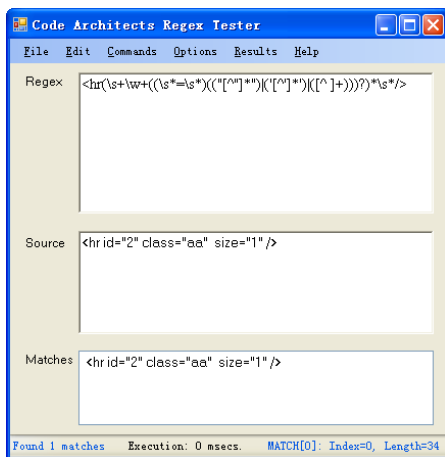 Code Architects Regex Tester
File Edit Commands Options Results Help
Regex
<hr(\s+\w+((\s*=\s*)(("[^"]*")|('[^']*')|([^ ]+)))?)*\s*/>
Source
<hr id="2" class="aa"  size="1" />
Matches
<hr id="2" class="aa"  size="1" />
Found 1 matches Execution: 0 msecs. MATCH[0]: Index=0, Length=34